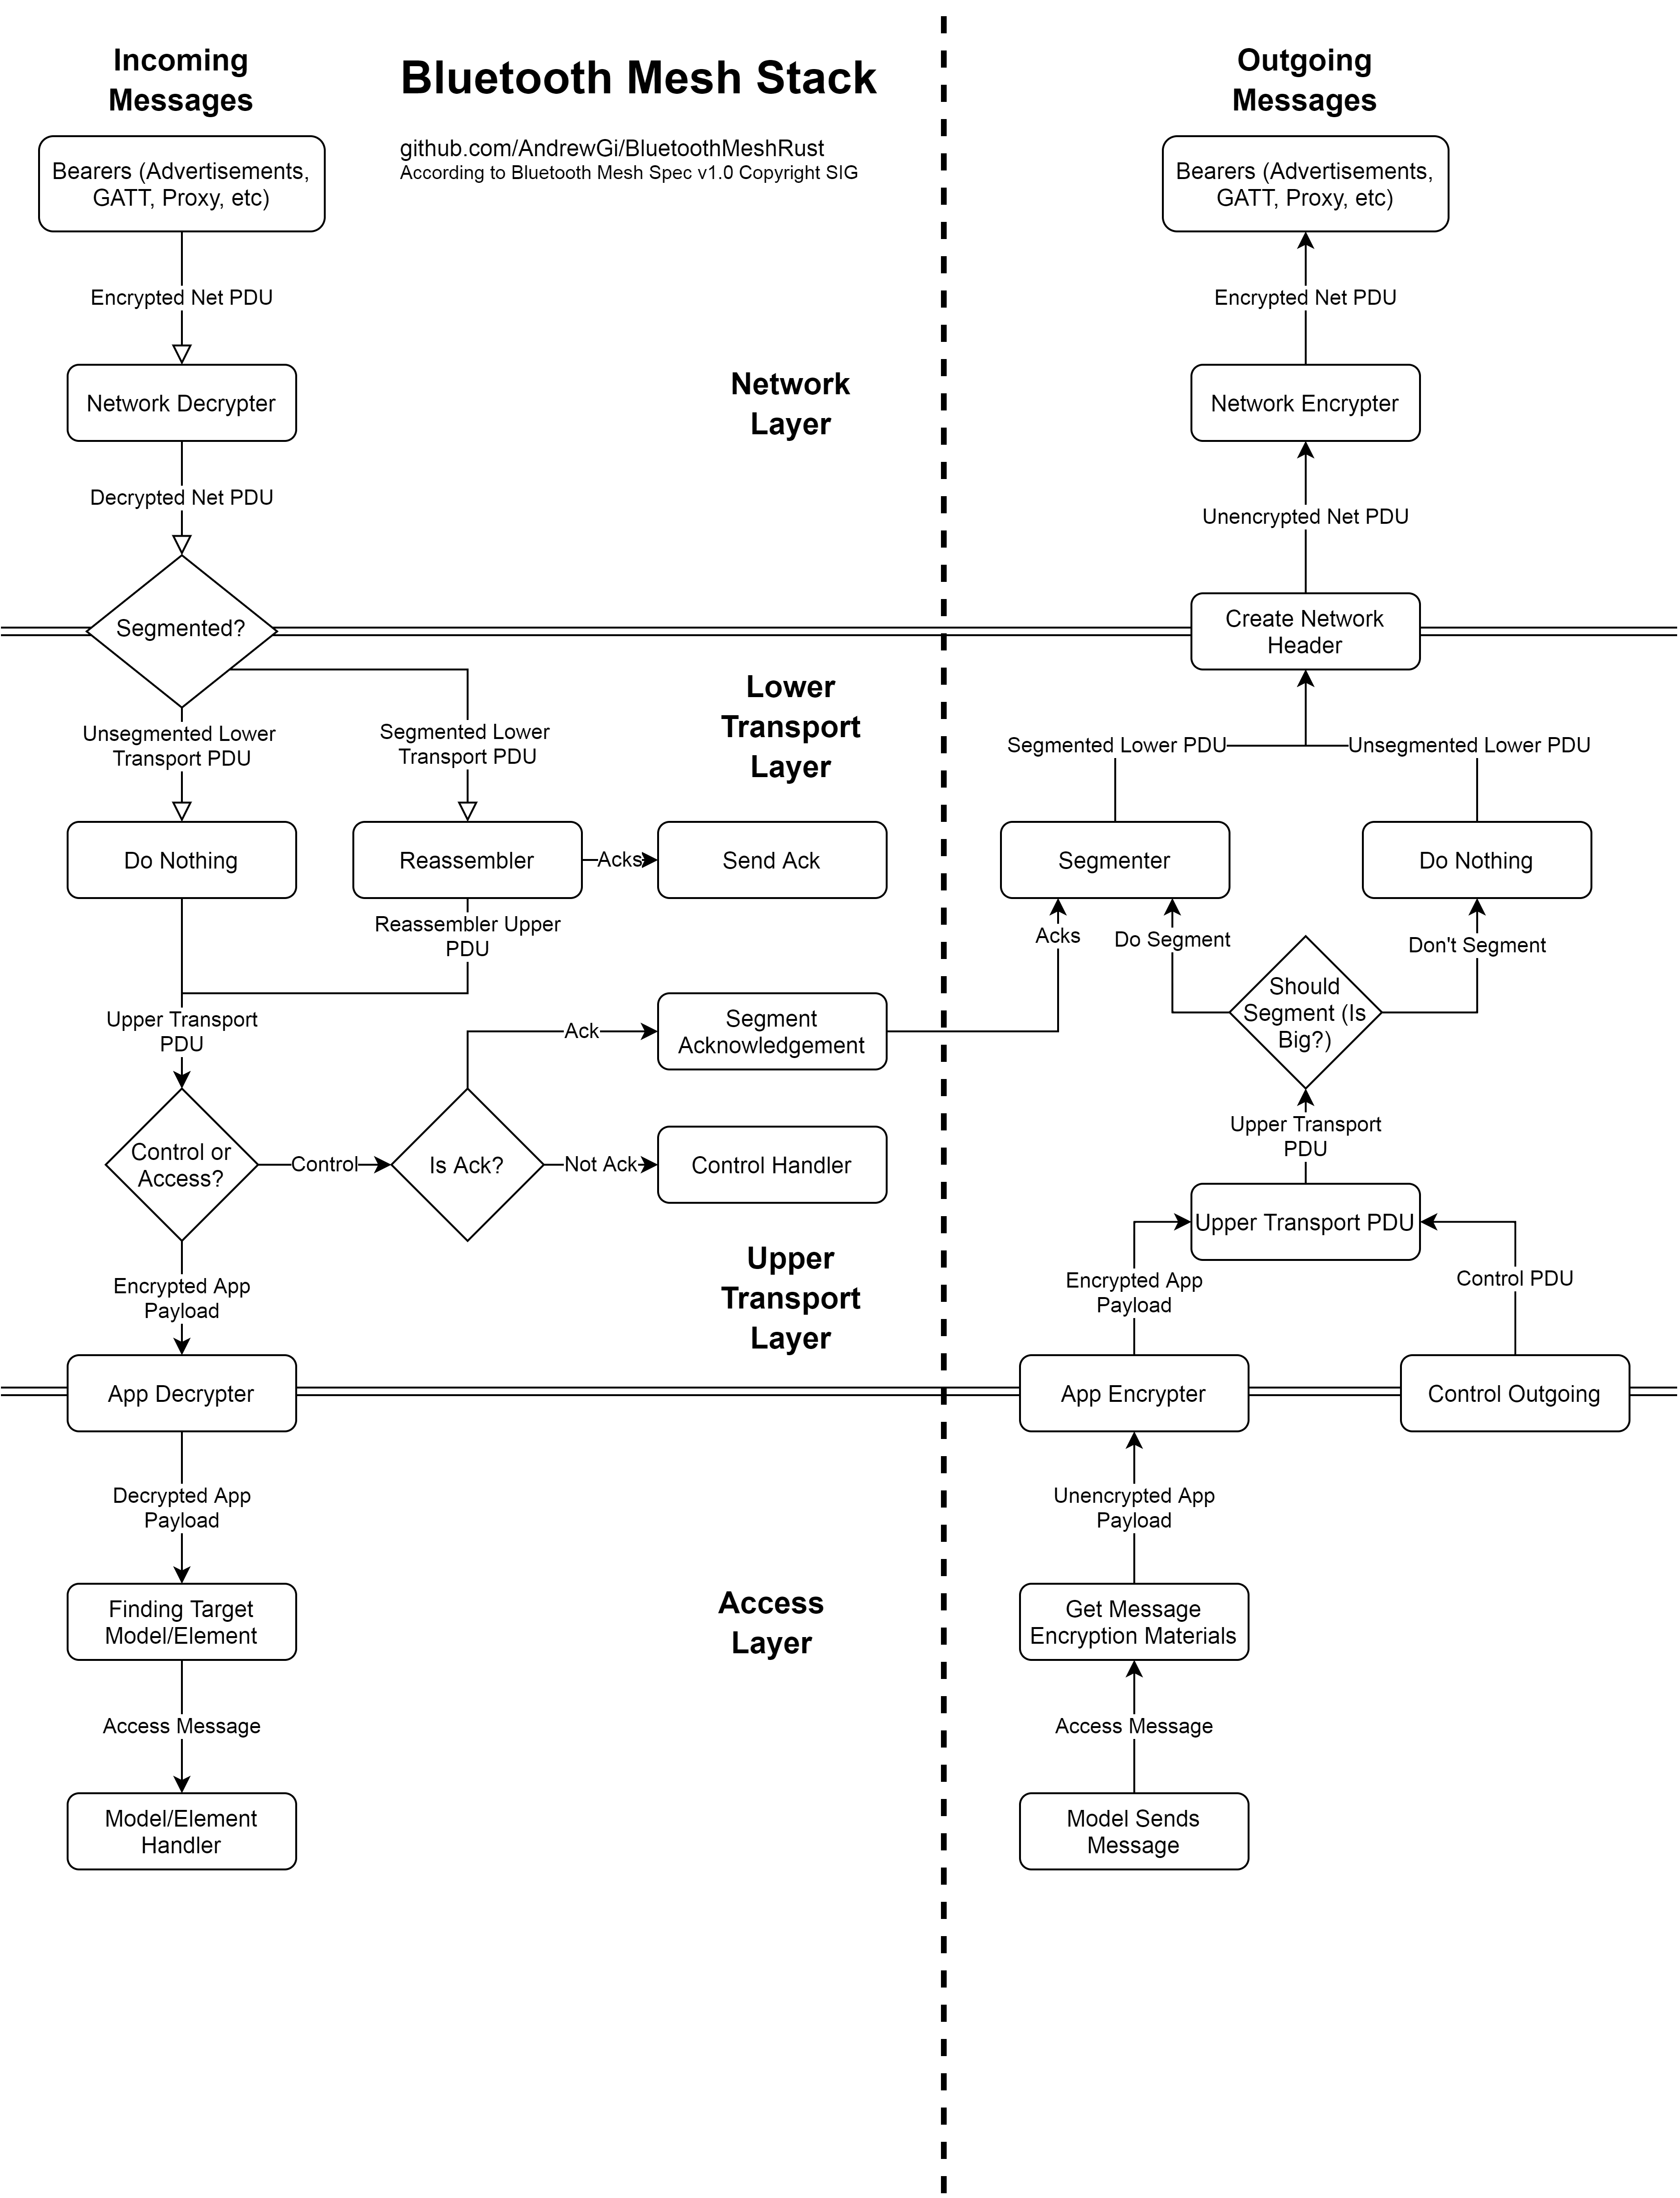 Incoming
Messages
Bluetooth Mesh Stack
github.com/AndrewGi/BluetoothMeshRust
According to Bluetooth Mesh Spec v1.0 Copyright SIG
Outgoing
Messages
Bearers (Advertisements,
GATT, Proxy, etc)
Bearers (Advertisements,
GATT, Proxy, etc)
Encrypted Net PDU
Encrypted Net PDU
Network Decrypter
Network
Layer
Network Encrypter
Decrypted Net PDU
Unencrypted Net PDU
Segmented?
Create Network
Header
Unsegmented Lower
Transport PDU
Segmented Lower
Transport PDU
Lower
Transport
Layer
Segmented Lower PDU
Unsegmented Lower PDU
Do Nothing
Reassembler
Acks
Send Ack
Segmenter
Do Nothing
Reassembler Upper
PDU
Acks
Do Segment
Don't Segment
Upper Transport
PDU
Ack
Segment
Acknowledgement
Should
Segment (Is
Big?)
Control or
Access?
Control
Is Ack?
Not Ack
Control Handler
Upper Transport
PDU
Upper Transport PDU
Encrypted App
Payload
Upper
Transport
Layer
Encrypted App
Payload
Control PDU
App Decrypter
App Encrypter
Control Outgoing
Decrypted App
Payload
Unencrypted App
Payload
Finding Target
Model/Element
Access
Layer
Get Message
Encryption Materials
Access Message
Access Message
Model/Element
Handler
Model Sends
Message